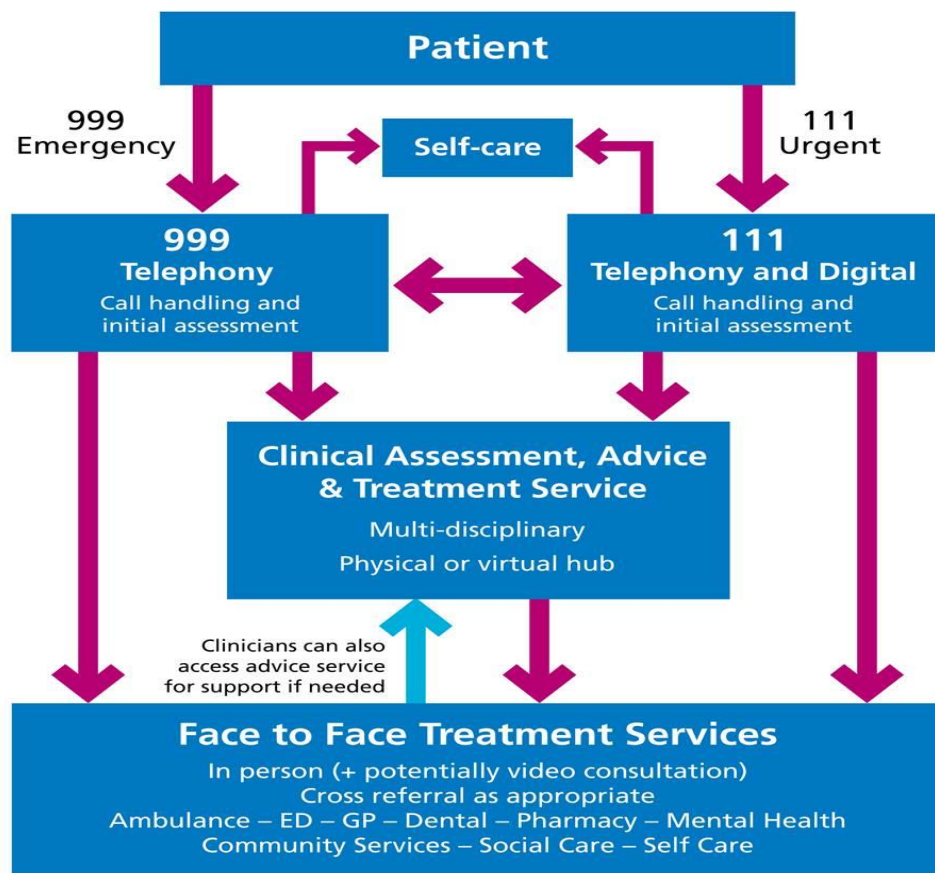 Patient
999
Emergency
111
Urgent
Self-care
999
Telephony
Call handling and
initial assessment
111
Telephony and Digital
Call handling and
initial assessment
Clinical Assessment, Advice
& Treatment Service
Multi-disciplinary
Physical or virtual hub
Clinicians can also
access advice service
for support if needed
Face to Face Treatment Services
In person (+ potentially video consultation)
Cross referral as appropriate
Ambulance – ED – GP – Dental – Pharmacy – Mental Health
Community Services – Social Care – Self Care